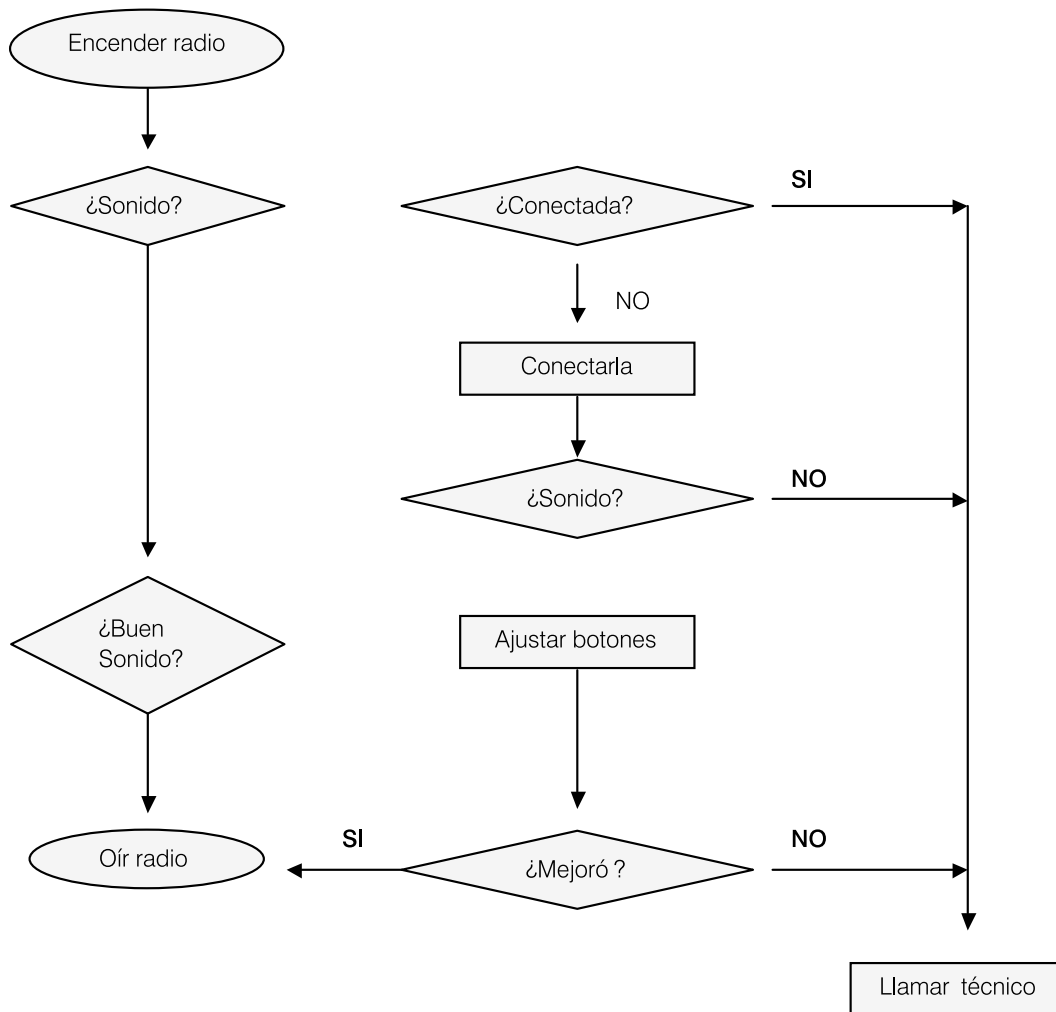 Encender radio
¿Sonido?
¿Conectada?
SI
NO
Conectarla
¿Sonido?
NO
¿Buen
Sonido?
Ajustar botones
Oír radio
SI
¿Mejoró ?
NO
Llamar técnico